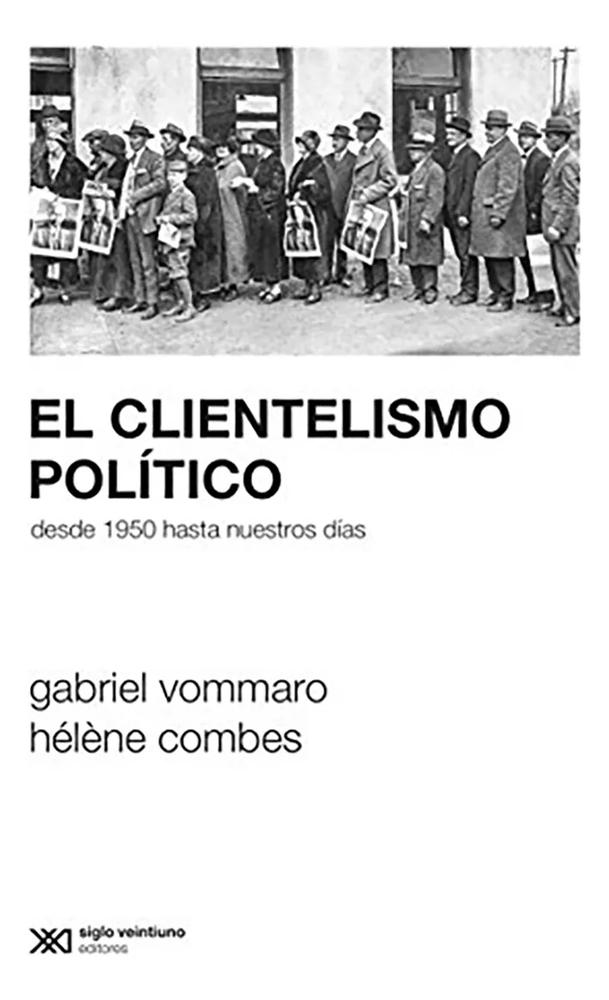 EL CLIENTELISMO
POLÍTICO
desde 1950 hasta nuestros días
gabriel vommaro
hélène combes
siglo veintiuno
editores